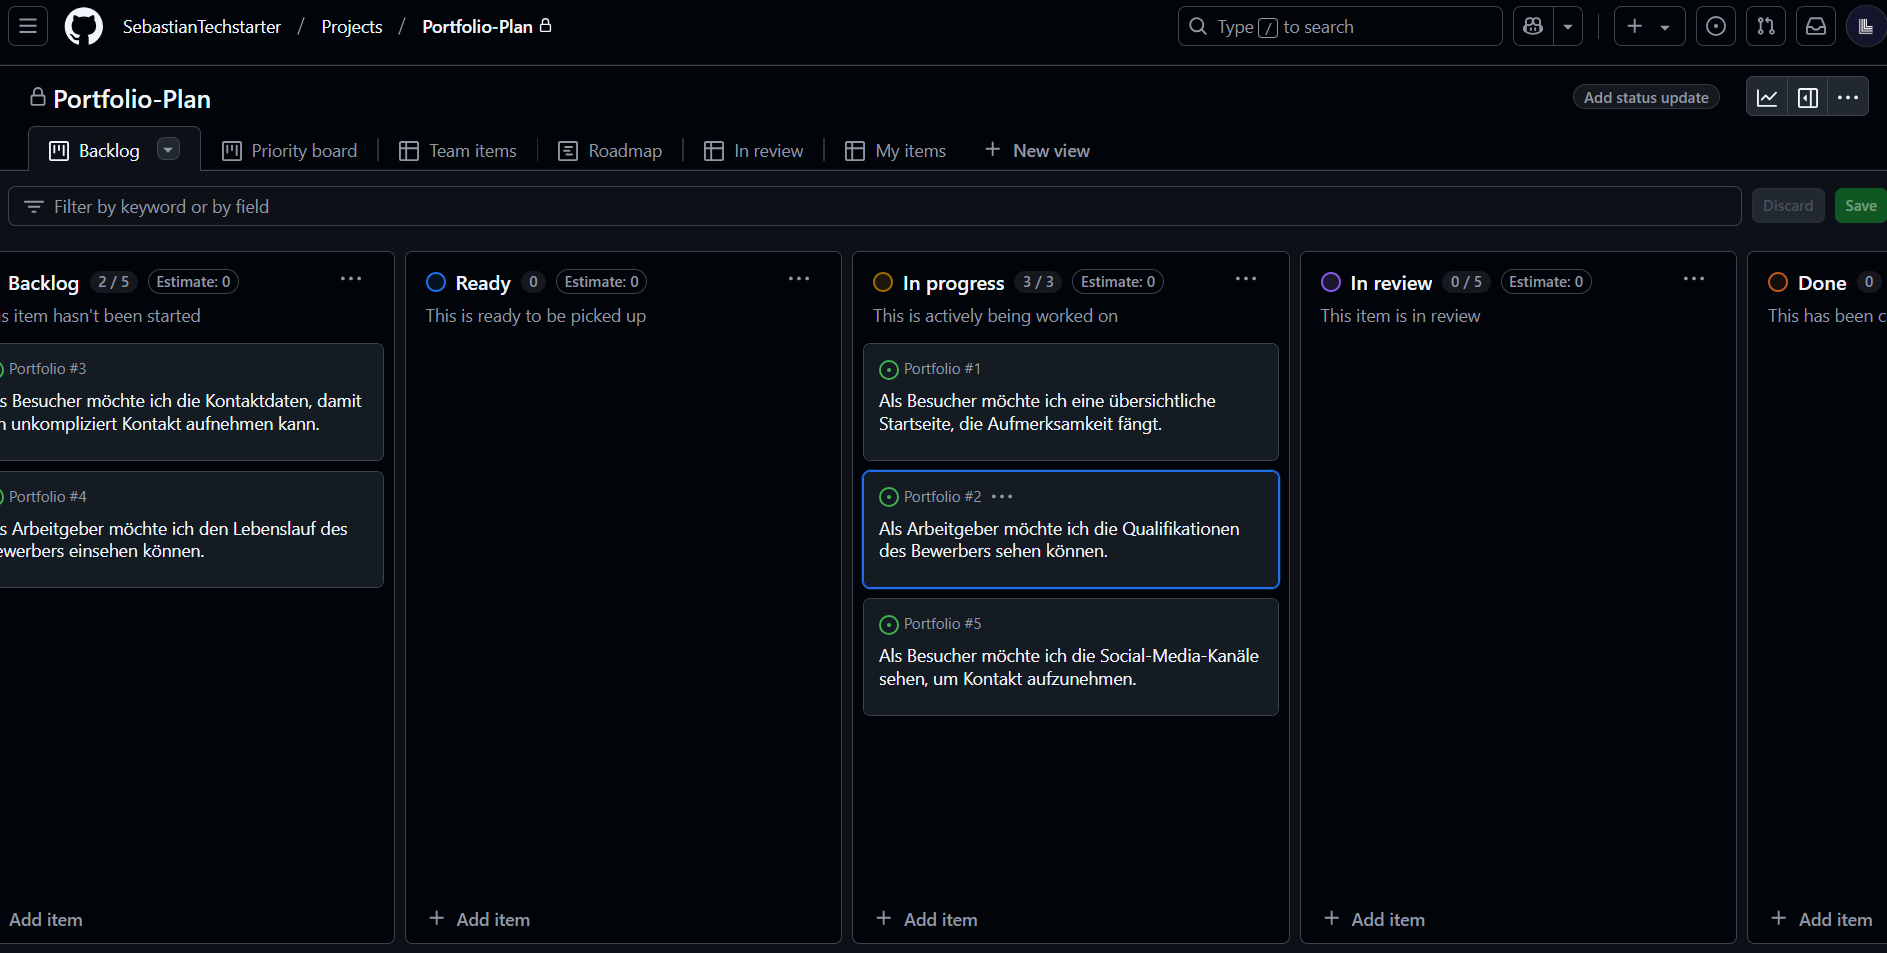 SebastianTechstarter / Projects / Portfolio-Plan
Type / to search
Portfolio-Plan
Add status update
Backlog
Priority board
Team items
Roadmap
In review
My items
New view
Filter by keyword or by field
Discard
Save
Backlog 2 / 5 Estimate: 0
s item hasn't been started
Portfolio #3
s Besucher möchte ich die Kontaktdaten, damit
unkompliziert Kontakt aufnehmen kann.
Portfolio #4
s Arbeitgeber möchte ich den Lebenslauf des
ewerbers einsehen können.
Add item
Ready 0 Estimate: 0
This is ready to be picked up
Add item
In progress 3 / 3 Estimate: 0
This is actively being worked on
Portfolio #1
Als Besucher möchte ich eine übersichtliche
Startseite, die Aufmerksamkeit fängt.
Portfolio #2
Als Arbeitgeber möchte ich die Qualifikationen
des Bewerbers sehen können.
Portfolio #5
Als Besucher möchte ich die Social-Media-Kanäle
sehen, um Kontakt aufzunehmen.
Add item
In review 0 / 5 Estimate: 0
This item is in review
Add item
Done 0
This has been c
Add item